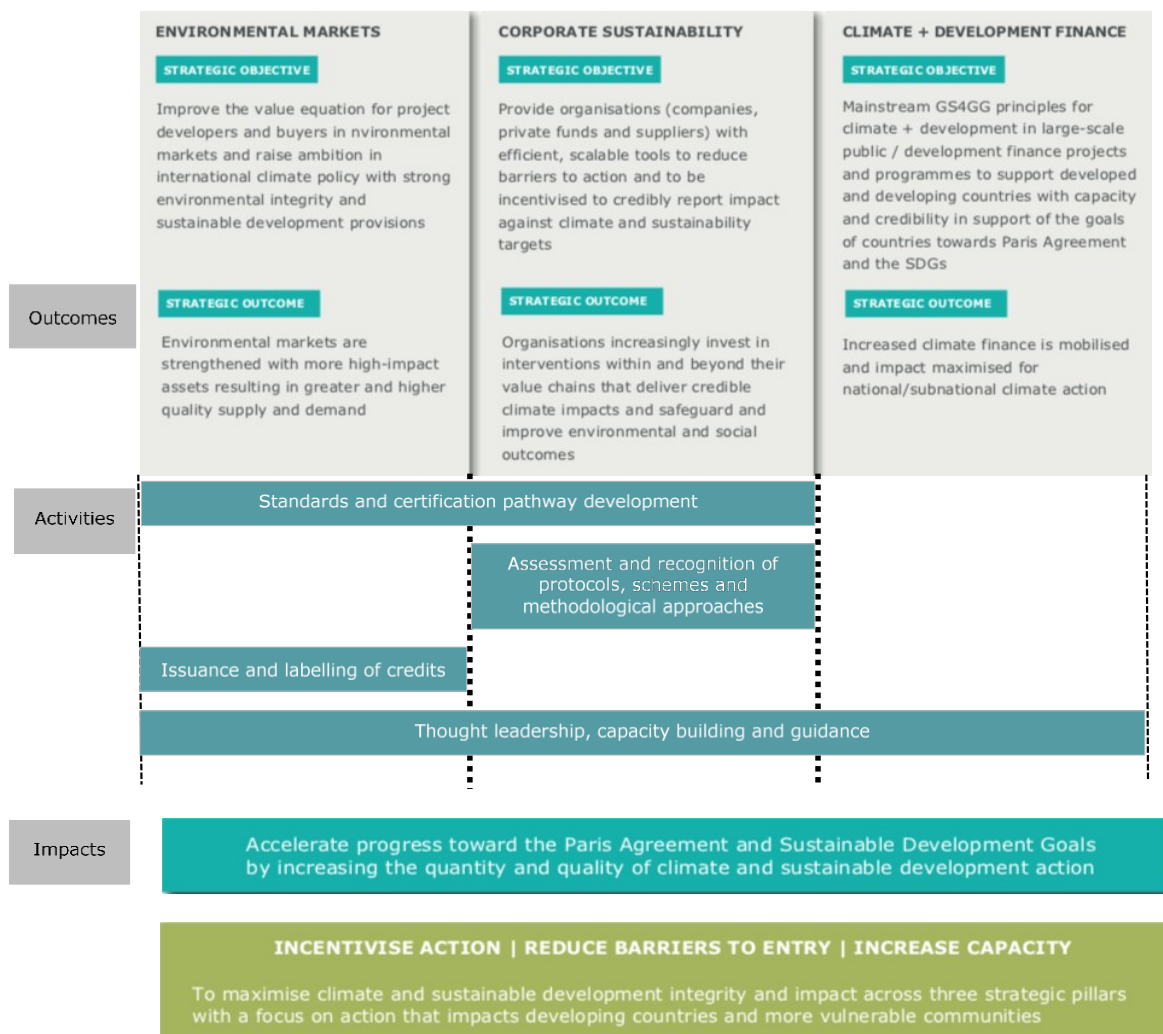 ENVIRONMENTAL MARKETS
STRATEGIC OBJECTIVE
Improve the value equation for project
developers and buyers in nvironmental
markets and raise ambition in
international climate policy with strong
environmental integrity and
sustainable development provisions
CORPORATE SUSTAINABILITY
STRATEGIC OBJECTIVE
Provide organisations (companies,
private funds and suppliers) with
efficient, scalable tools to reduce
barriers to action and to be
incentivised to credibly report impact
against climate and sustainability
targets
CLIMATE + DEVELOPMENT FINANCE
STRATEGIC OBJECTIVE
Mainstream GS4GG principles for
climate + development in large-scale
public / development finance projects
and programmes to support developed
and developing countries with capacity
and credibility in support of the goals
of countries towards Paris Agreement
and the SDGs
Outcomes
STRATEGIC OUTCOME
Environmental markets are
strengthened with more high-impact
assets resulting in greater and higher
quality supply and demand
STRATEGIC OUTCOME
Organisations increasingly invest in
interventions within and beyond their
value chains that deliver credible
climate impacts and safeguard and
improve environmental and social
outcomes
STRATEGIC OUTCOME
Increased climate finance is mobilised
and impact maximised for
national/subnational climate action
Activities
Standards and certification pathway development
Assessment and recognition of
protocols, schemes and
methodological approaches
Issuance and labelling of credits
Thought leadership, capacity building and guidance
Impacts
Accelerate progress toward the Paris Agreement and Sustainable Development Goals
by increasing the quantity and quality of climate and sustainable development action
INCENTIVISE ACTION | REDUCE BARRIERS TO ENTRY | INCREASE CAPACITY
To maximise climate and sustainable development integrity and impact across three strategic pillars
with a focus on action that impacts developing countries and more vulnerable communities